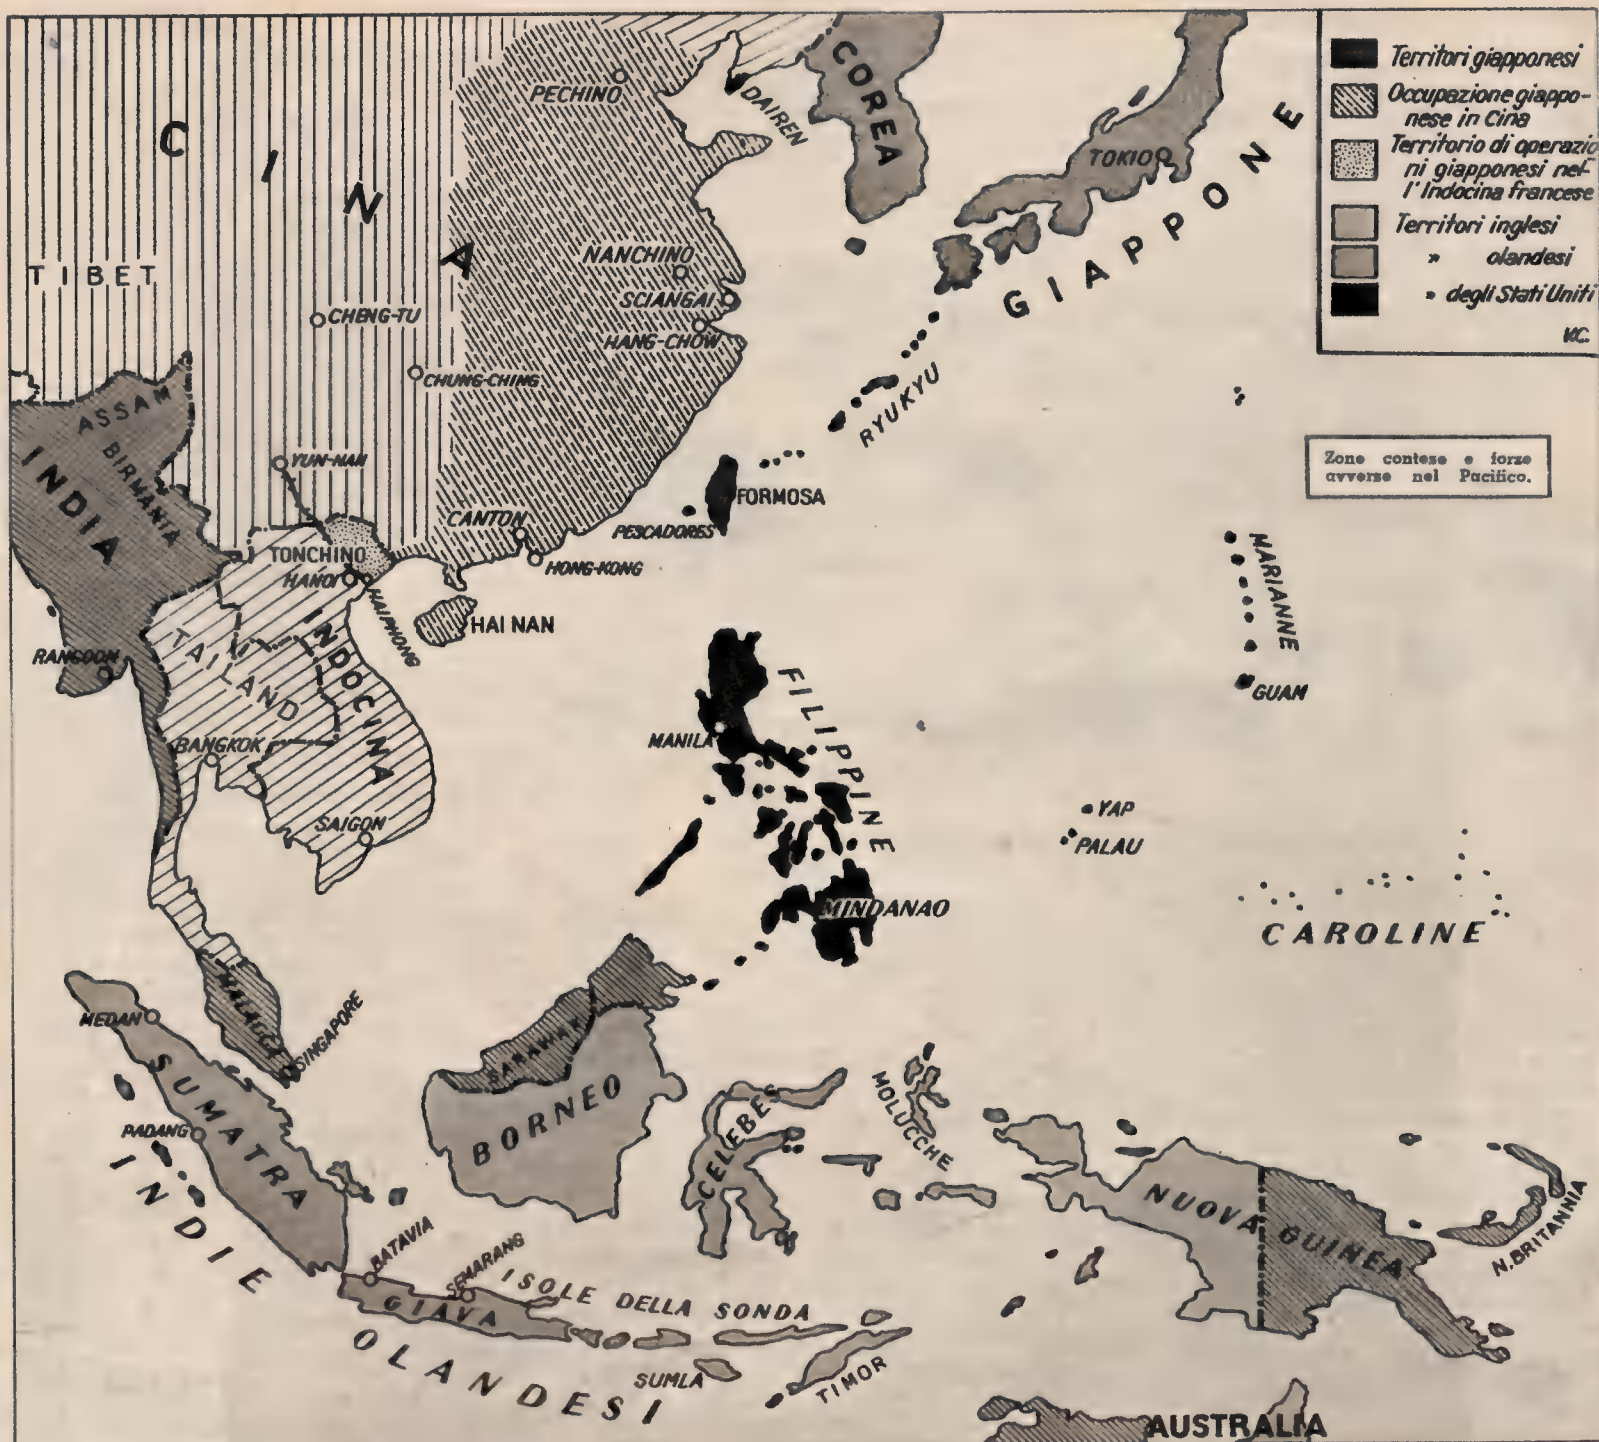 Territori giapponesi
Occupazione giappo-
nese in Cina
Territorio di operazio
ni giapponesi nel-
l'Indocina francese
Territori inglesi
" olandesi
" degli Stati Uniti
V.C.
Zone contese e forze
avverse nel Pacifico.
CINA
TIBET
PECHINO
DAIREN
COREA
TOKIO
GIAPPONE
NANCHINO
SCIANGAI
HANG-CHOW
CHENG-TU
CHUNG-CHING
RYUKYU
ASSAM
BIRMANIA
INDIA
YUN-NAN
CANTON
HONG-KONG
FORMOSA
PESCADORES
TONCHINO
HANOI
HAIPHONG
HAI NAN
RANGOON
TAILAND
INDOCINA
BANGKOK
SAIGON
MARIANNE
GUAM
MANILA
FILIPPINE
MINDANAO
YAP
PALAU
CAROLINE
MEDAN
MALACCA
SINGAPORE
SUMATRA
PADANG
SARAWAK
BORNEO
CELEBES
MOLUCCHE
NUOVA GUINEA
N. BRITANNIA
BATAVIA
SEMARANG
GIAVA
ISOLE DELLA SONDA
SUMLA
TIMOR
INDIE
OLANDESI
AUSTRALIA